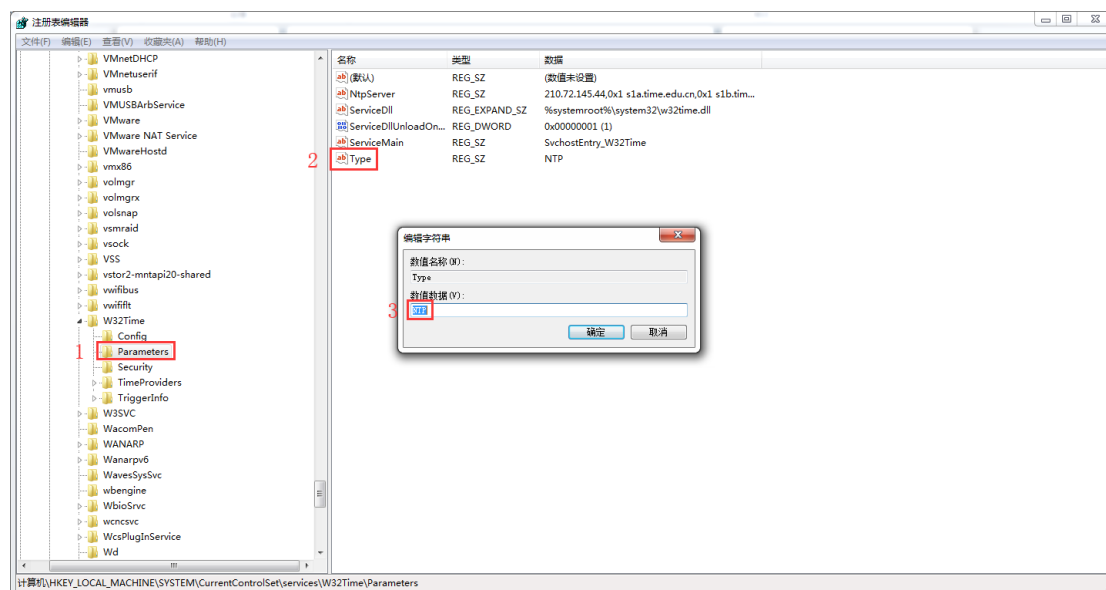 注册表编辑器
文件(F) 编辑(E) 查看(V) 收藏夹(A) 帮助(H)
VMnetDHCP
VMnetuserif
vmusb
VMUSBArbService
VMware
VMware NAT Service
VMwareHostd
vmx86
volmgr
volmgrx
volsnap
vsmraid
vsock
VSS
vstor2-mntapi20-shared
vwifibus
vwififlt
W32Time
Config
1 Parameters
Security
TimeProviders
TriggerInfo
W3SVC
WacomPen
WANARP
Wanarpv6
WavesSysSvc
wbengine
WbioSrvc
wcncsvc
WcsPlugInService
Wd
名称 类型 数据
(默认) REG_SZ (数值未设置)
NtpServer REG_SZ 210.72.145.44,0x1 s1a.time.edu.cn,0x1 s1b.tim...
ServiceDll REG_EXPAND_SZ %systemroot%\system32\w32time.dll
ServiceDllUnloadOn... REG_DWORD 0x00000001 (1)
ServiceMain REG_SZ SvchostEntry_W32Time
2 Type REG_SZ NTP
编辑字符串
数值名称(N):
Type
数值数据(V):
3 NTP
确定 取消
计算机\HKEY_LOCAL_MACHINE\SYSTEM\CurrentControlSet\services\W32Time\Parameters